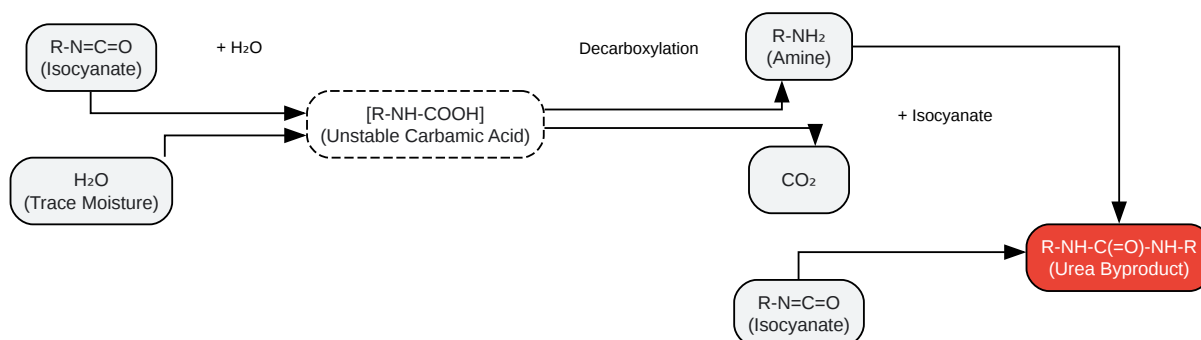 R-N=C=O
(Isocyanate)
+ H₂O
Decarboxylation
R-NH₂
(Amine)
[R-NH-COOH]
(Unstable Carbamic Acid)
+ Isocyanate
H₂O
(Trace Moisture)
CO₂
R-NH-C(=O)-NH-R
(Urea Byproduct)
R-N=C=O
(Isocyanate)